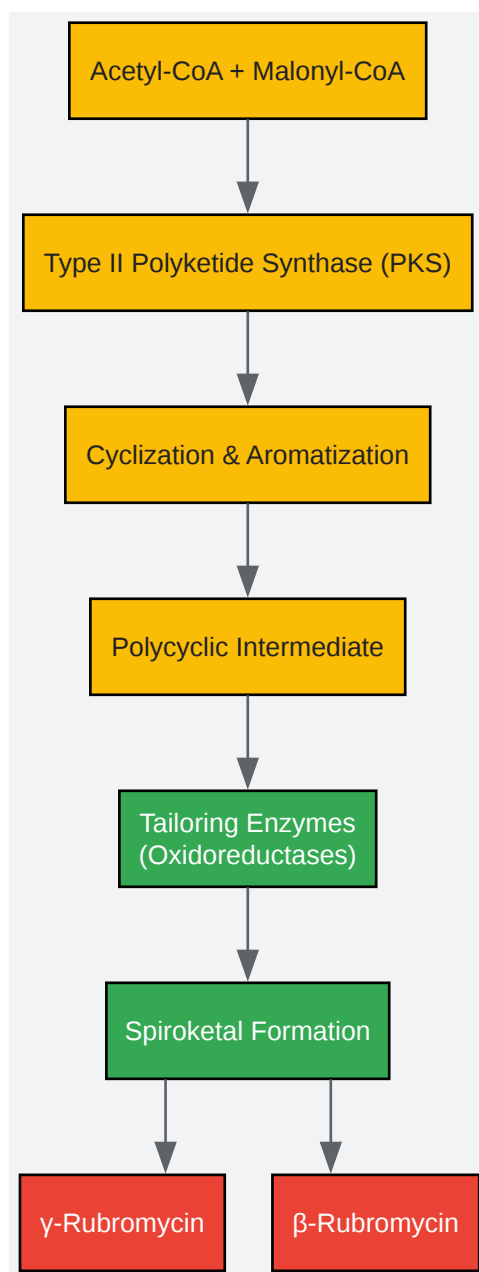 Acetyl-CoA + Malonyl-CoA
Type II Polyketide Synthase (PKS)
Cyclization & Aromatization
Polycyclic Intermediate
Tailoring Enzymes
(Oxidoreductases)
Spiroketal Formation
γ-Rubromycin
β-Rubromycin